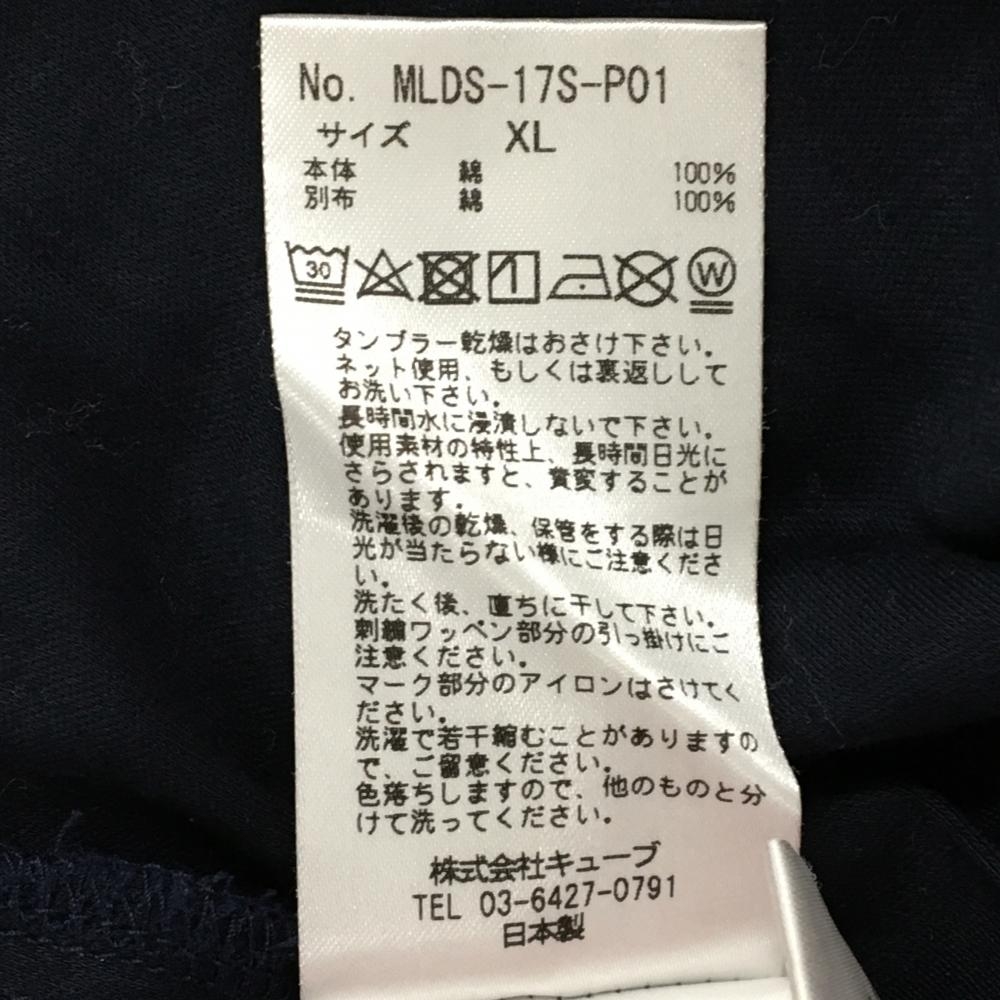 No. MLDS-17S-P01
サイズ XL
本体 綿 100%
別布 綿 100%
30 W
タンブラー乾燥はおさけ下さい。
ネット使用、もしくは裏返しして
お洗い下さい。
長時間水に浸漬しないで下さい。
使用素材の特性上、長時間日光に
さらされますと、黄変することが
あります。
洗濯後の乾燥、保管をする際は日
光が当たらない様にご注意くださ
い。
洗たく後、直ちに干して下さい。
刺繍ワッペン部分の引っ掛けにご
注意ください。
マーク部分のアイロンはさけてく
ださい。
洗濯で若干縮むことがありますの
で、ご留意ください。
色落ちしますので、他のものと分
けて洗ってください。
株式会社キューブ
TEL 03-6427-0791
日本製